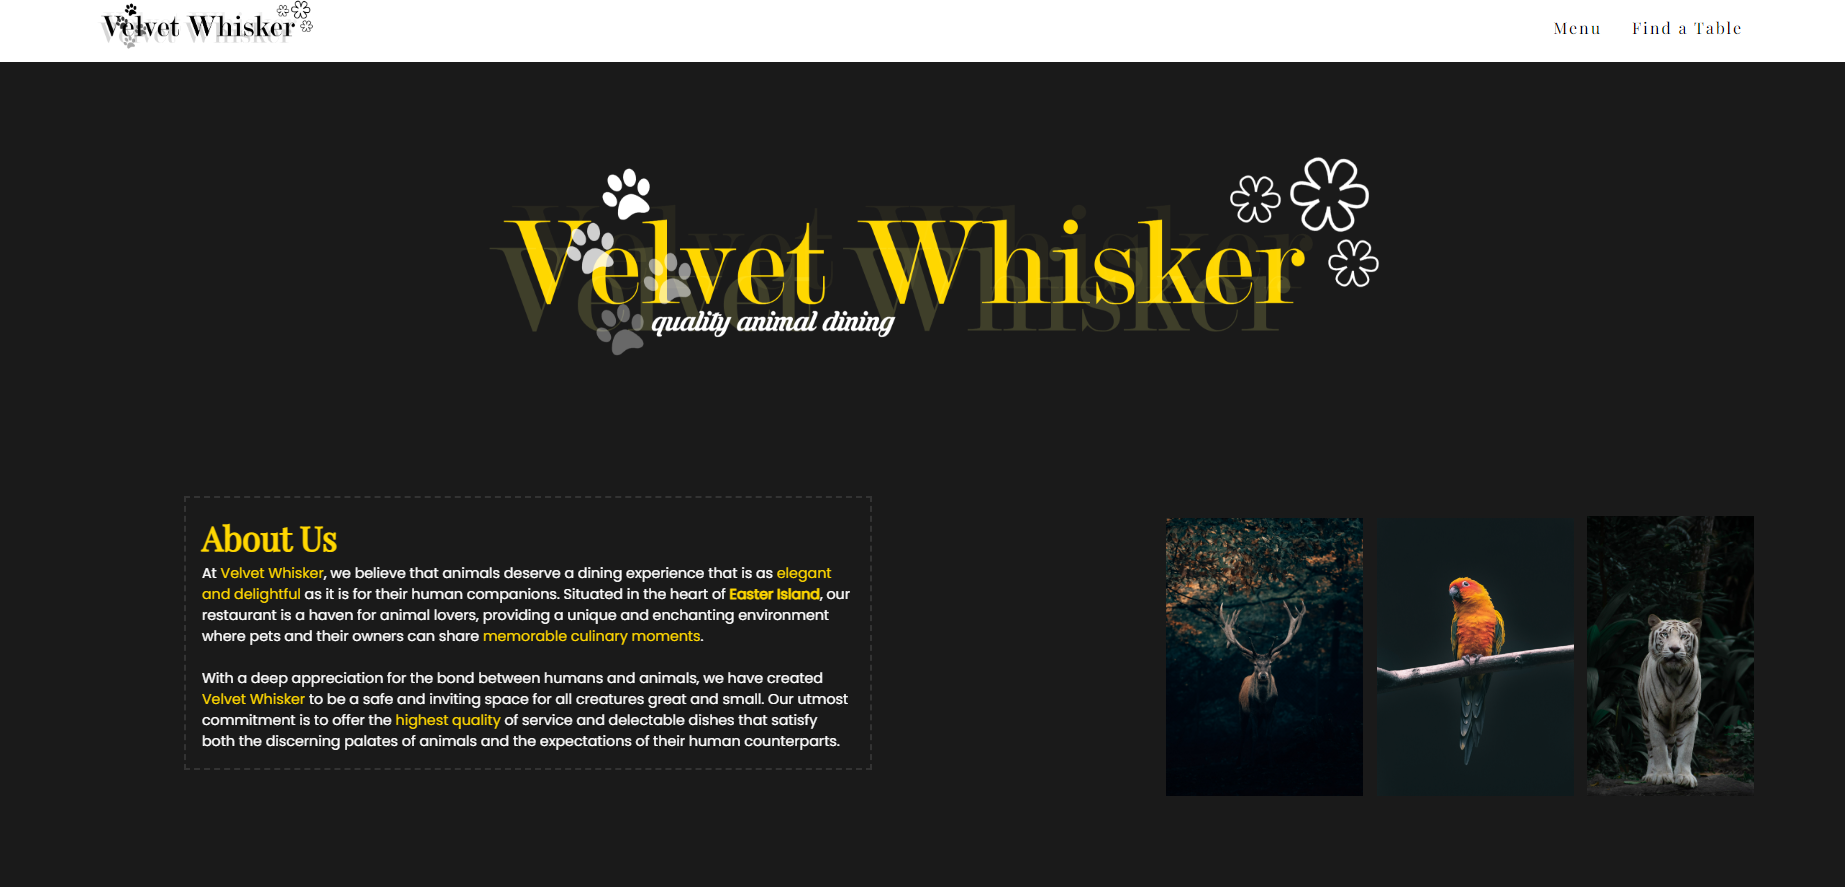 Velvet Whisker
Menu
Find a Table
Velvet Whisker
quality animal dining
About Us
At Velvet Whisker, we believe that animals deserve a dining experience that is as elegant
and delightful as it is for their human companions. Situated in the heart of Easter Island, our
restaurant is a haven for animal lovers, providing a unique and enchanting environment
where pets and their owners can share memorable culinary moments.
With a deep appreciation for the bond between humans and animals, we have created
Velvet Whisker to be a safe and inviting space for all creatures great and small. Our utmost
commitment is to offer the highest quality of service and delectable dishes that satisfy
both the discerning palates of animals and the expectations of their human counterparts.